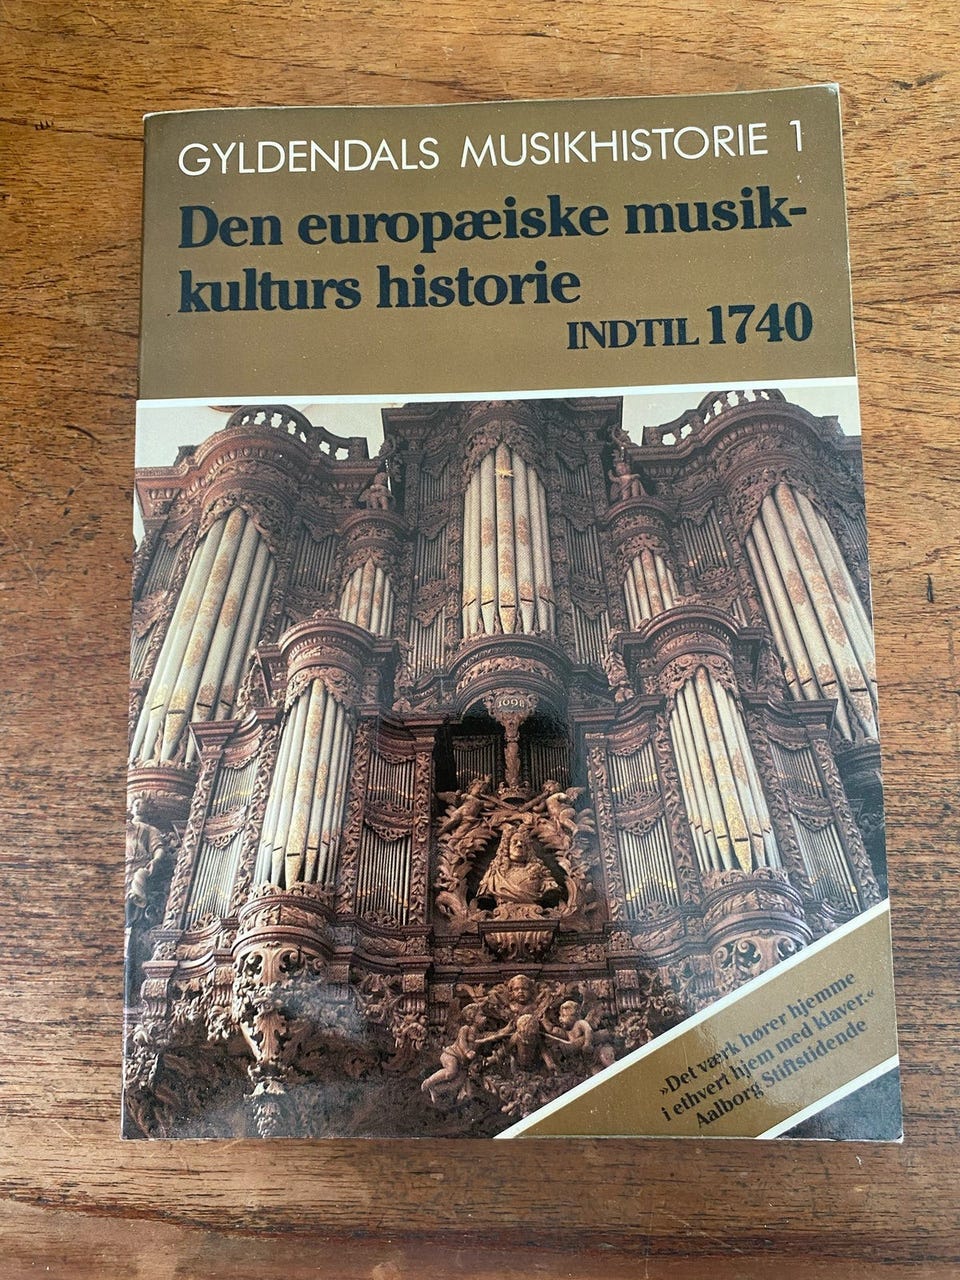 GYLDENDALS MUSIKHISTORIE 1
Den europæiske musik-
kulturs historie
INDTIL 1740
1698
»Det værk hører hjemme
i ethvert hjem med klaver.«
Aalborg Stiftstidende